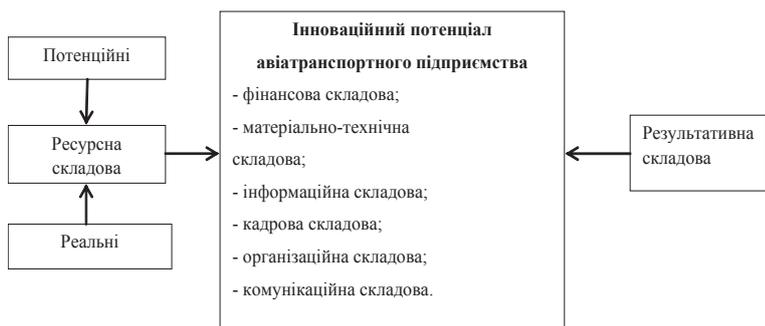 Потенційні
Ресурсна
складова
Реальні
Інноваційний потенціал
авіатранспортного підприємства
- фінансова складова;
- матеріально-технічна
складова;
- інформаційна складова;
- кадрова складова;
- організаційна складова;
- комунікаційна складова.
Результативна
складова